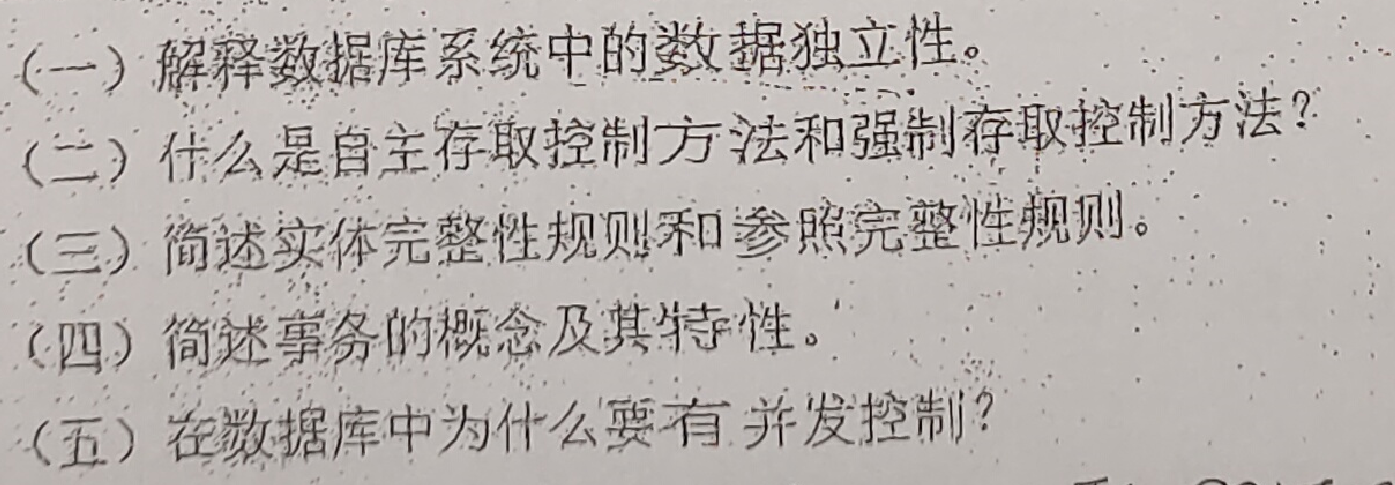 (一) 解释数据库系统中的数据独立性。
(二) 什么是自主存取控制方法和强制存取控制方法?
(三) 简述实体完整性规则和参照完整性规则。
(四) 简述事务的概念及其特性。
(五) 在数据库中为什么要有并发控制?